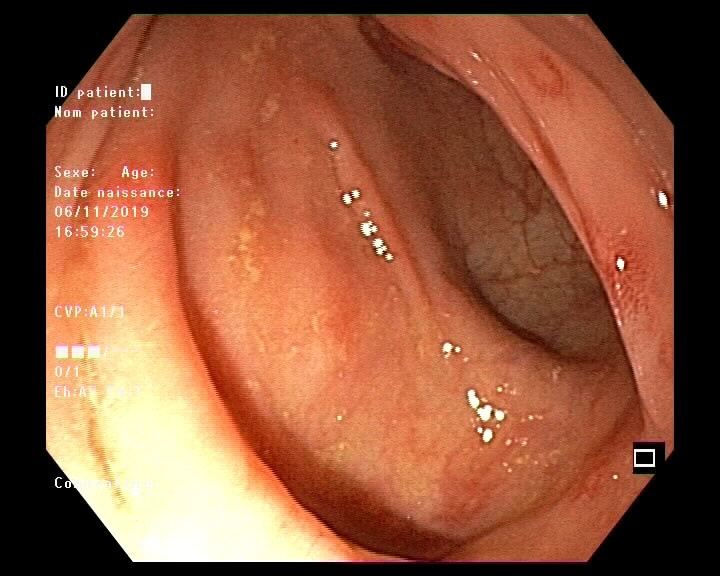 ID patient:
Nom patient:
Sexe: Age:
Date naissance:
06/11/2019
16:59:26
CVP:A1/1
0/1